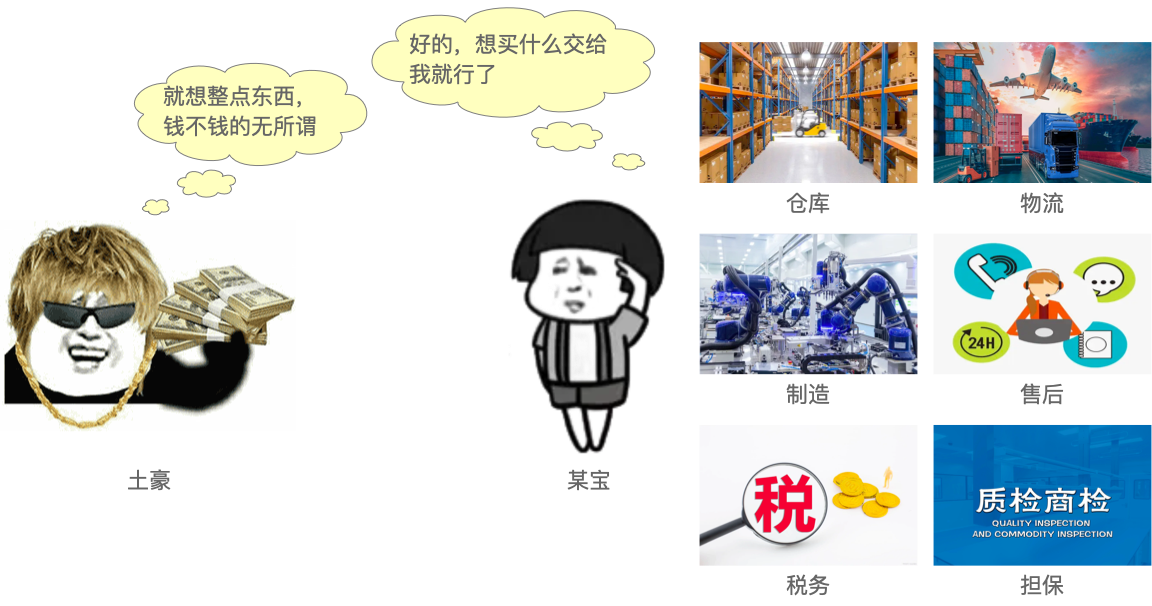 好的，想买什么交给
我就行了
就想整点东西，
钱不钱的无所谓
土豪
某宝
仓库
物流
制造
24H
售后
税
税务
质检商检
QUALITY INSPECTION
AND COMMODITY INSPECTION
担保